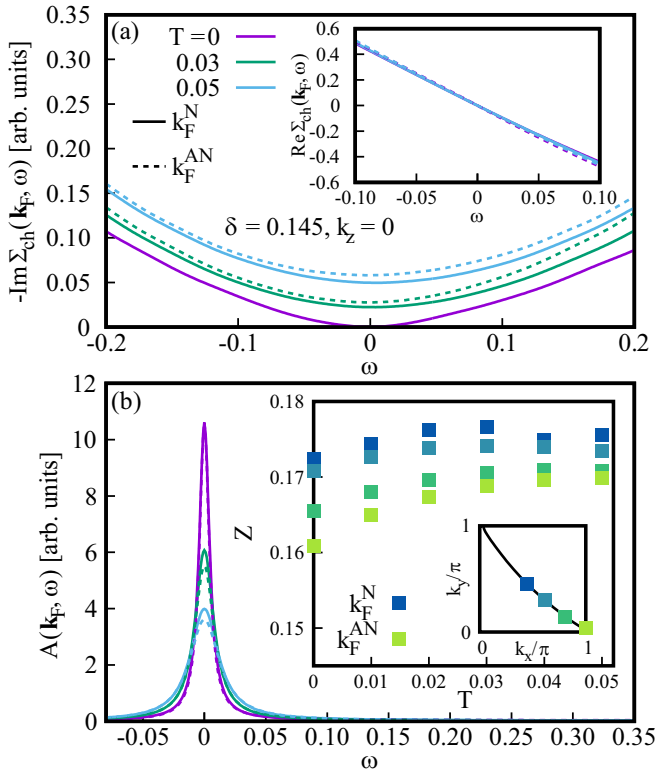 (a)
T = 0
0.03
0.05
k_F^N
k_F^AN
-Im Σ_ch(k_F, ω) [arb. units]
0.35
0.30
0.25
0.20
0.15
0.10
0.05
0
-0.2 -0.1 0 0.1 0.2
ω
δ = 0.145, k_z = 0
Re Σ_ch(k_F, ω)
0.6
0.4
0.2
0
-0.2
-0.4
-0.6
-0.10 -0.05 0 0.05 0.10
ω
(b)
A(k_F, ω) [arb. units]
12
10
8
6
4
2
0
-0.05 0 0.05 0.10 0.15 0.20 0.25 0.30 0.35
ω
Z
0.18
0.17
0.16
0.15
0 0.01 0.02 0.03 0.04 0.05
T
k_F^N
k_F^AN
k_y/π
1
0
0 k_x/π 1